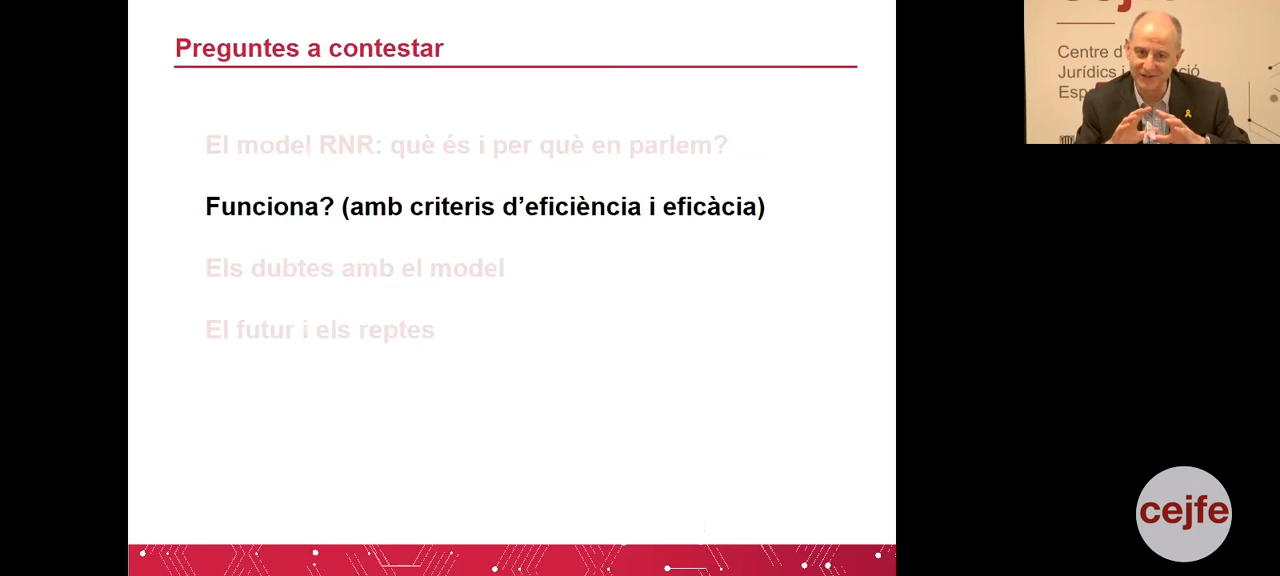 Preguntes a contestar
El model RNR: què és i per què en parlem?
Funciona? (amb criteris d'eficiència i eficàcia)
Els dubtes amb el model
El futur i els reptes
Centre d'
Jurídics i
cejfe